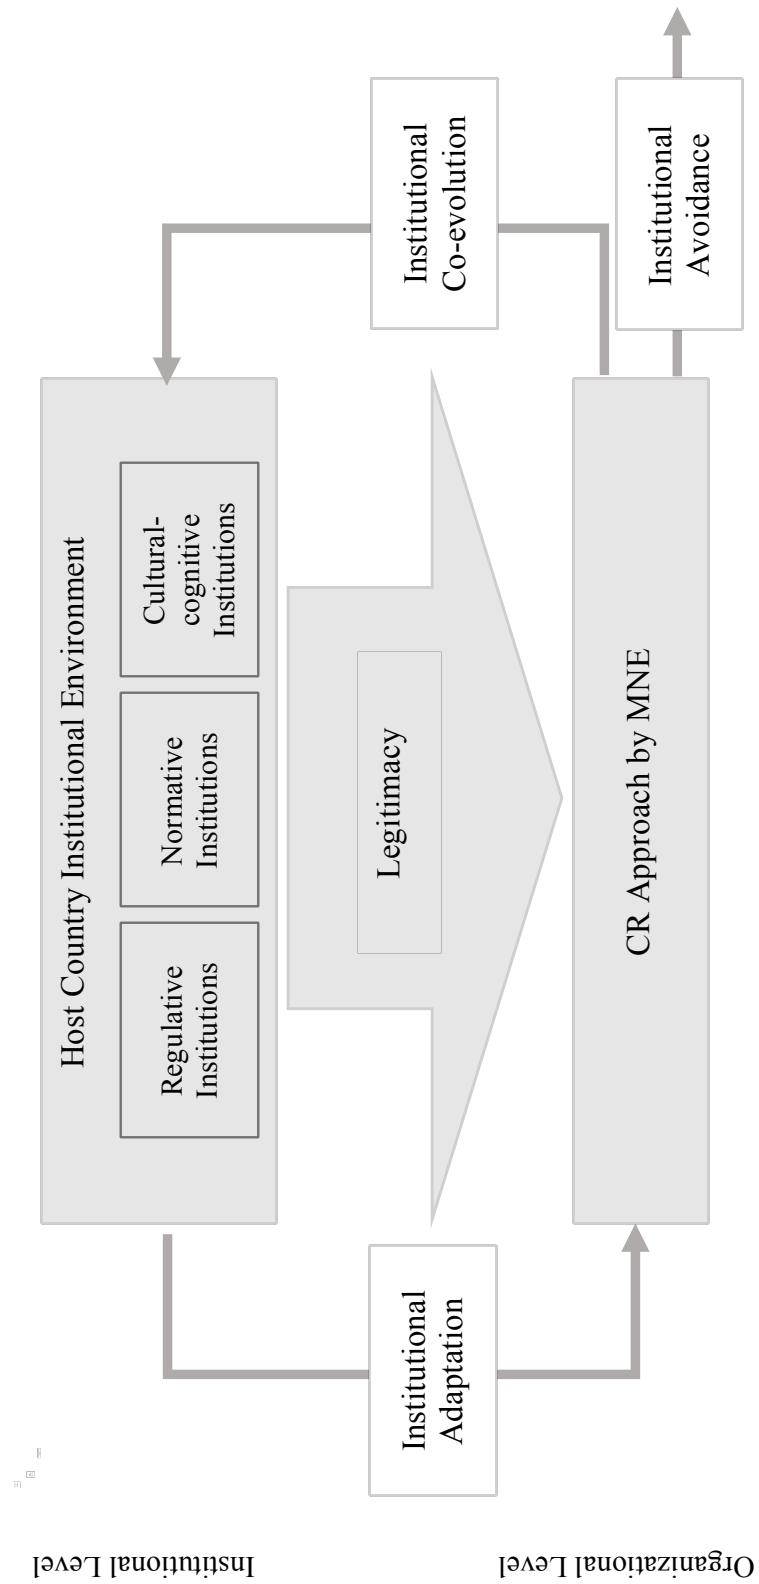 Institutional Level
Host Country Institutional Environment
Regulative
Institutions
Normative
Institutions
Cultural-
cognitive
Institutions
Institutional
Adaptation
Legitimacy
Institutional
Co-evolution
Organizational Level
CR Approach by MNE
Institutional
Avoidance